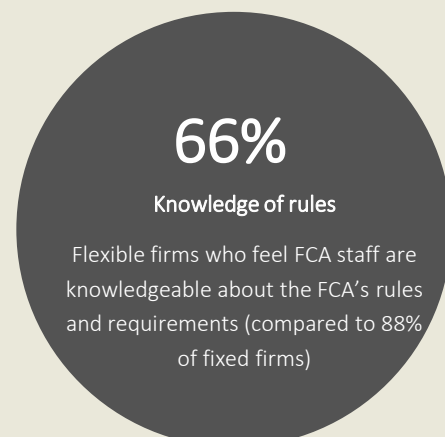 66%
Knowledge of rules
Flexible firms who feel FCA staff are
knowledgeable about the FCA’s rules
and requirements (compared to 88%
of fixed firms)